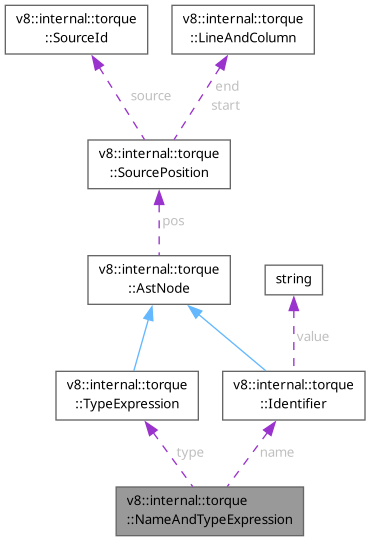 v8::internal::torque
::SourceId
v8::internal::torque
::LineAndColumn
source
end
start
v8::internal::torque
::SourcePosition
pos
v8::internal::torque
::AstNode
string
value
v8::internal::torque
::TypeExpression
v8::internal::torque
::Identifier
type
name
v8::internal::torque
::NameAndTypeExpression